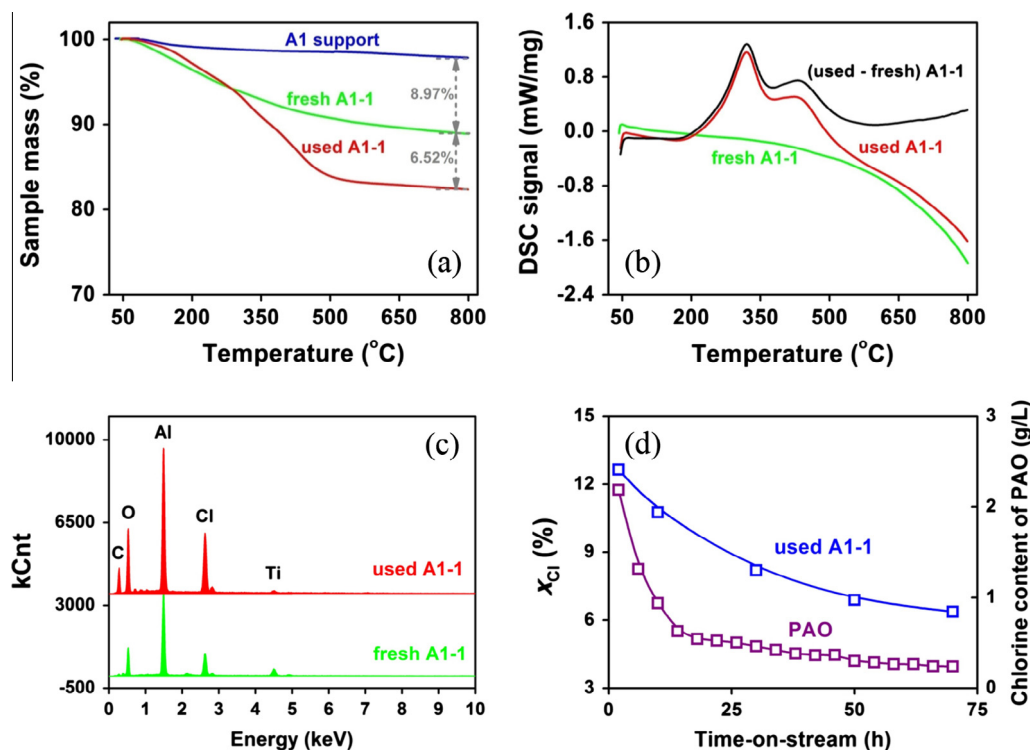 100
90
80
70
Sample mass (%)
A1 support
8.97%
fresh A1-1
used A1-1
6.52%
(a)
50 200 350 500 650 800
Temperature (°C)
1.6
0.8
0.0
-0.8
-1.6
-2.4
DSC signal (mW/mg)
(used - fresh) A1-1
used A1-1
fresh A1-1
(b)
50 200 350 500 650 800
Temperature (°C)
10000
6500
3000
-500
kCnt
Al
(c)
O
Cl
C
Ti
used A1-1
fresh A1-1
0 1 2 3 4 5 6 7 8 9 10
Energy (keV)
15
12
9
6
3
xCl (%)
(d)
used A1-1
PAO
3
2
1
0
Chlorine content of PAO (g/L)
0 25 50 75
Time-on-stream (h)